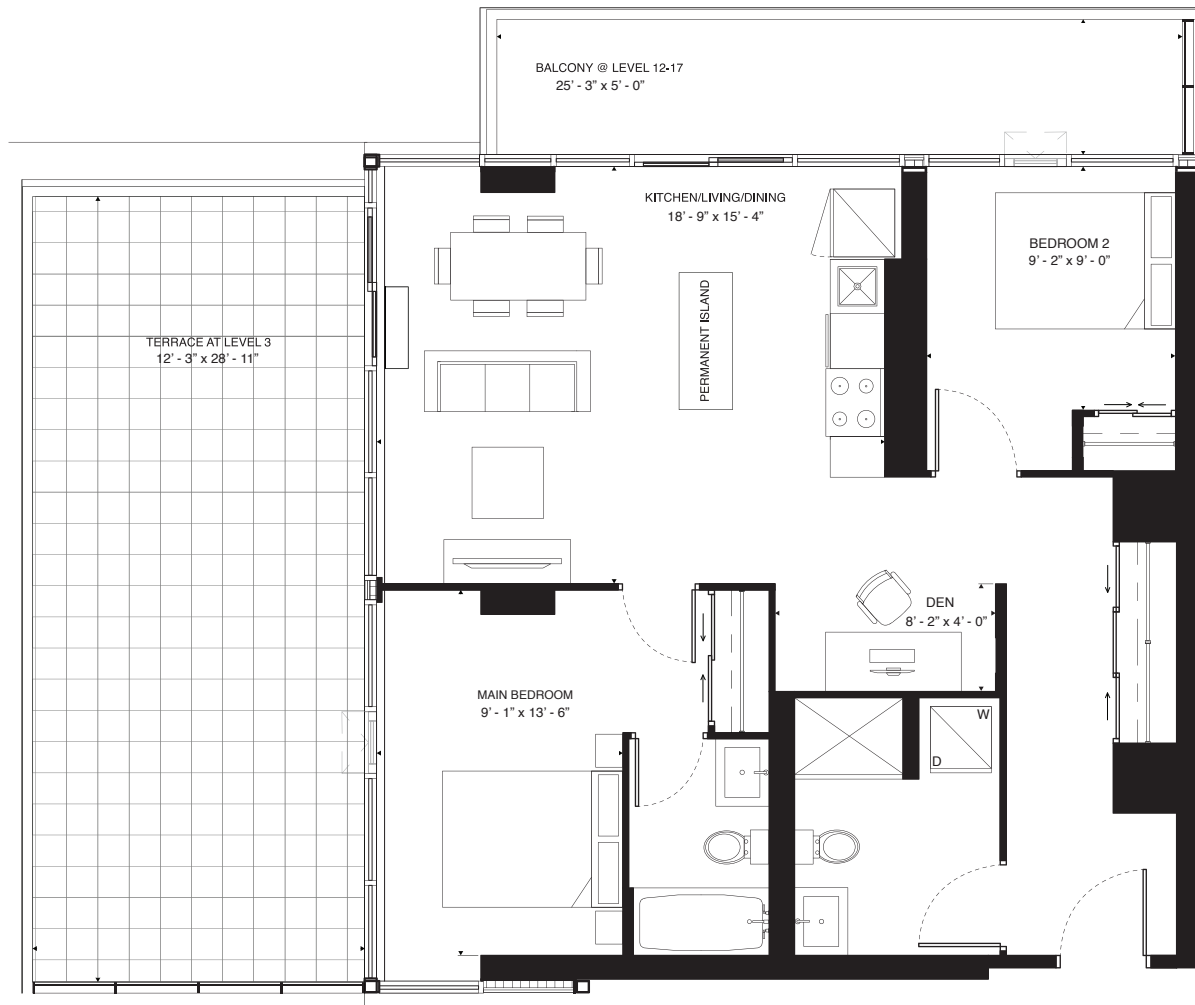 BALCONY @ LEVEL 12-17
25' - 3" x 5' - 0"
KITCHEN/LIVING/DINING
18' - 9" x 15' - 4"
BEDROOM 2
9' - 2" x 9' - 0"
PERMANENT ISLAND
TERRACE AT LEVEL 3
12' - 3" x 28' - 11"
DEN
8' - 2" x 4' - 0"
MAIN BEDROOM
9' - 1" x 13' - 6"
W
D